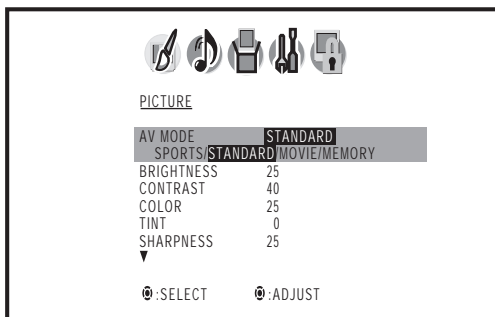 PICTURE
AV MODE STANDARD
SPORTS/STANDARD/MOVIE/MEMORY
BRIGHTNESS 25
CONTRAST 40
COLOR 25
TINT 0
SHARPNESS 25
:SELECT :ADJUST